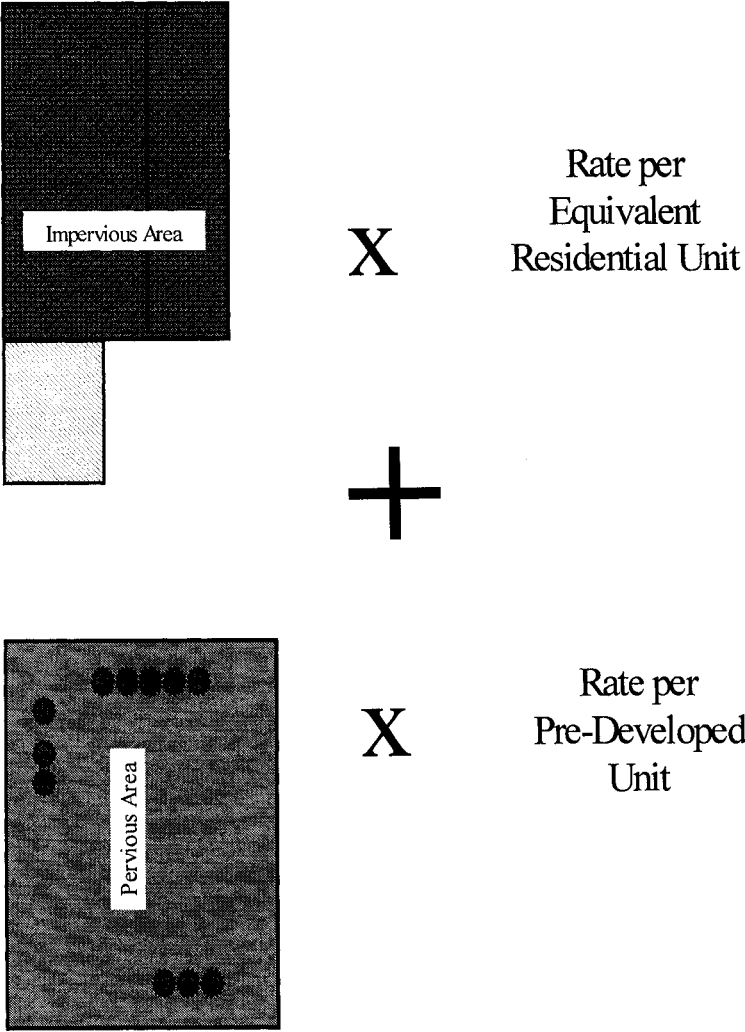 Impervious Area
X
Rate per
Equivalent
Residential Unit
+
Pervious Area
X
Rate per
Pre-Developed
Unit